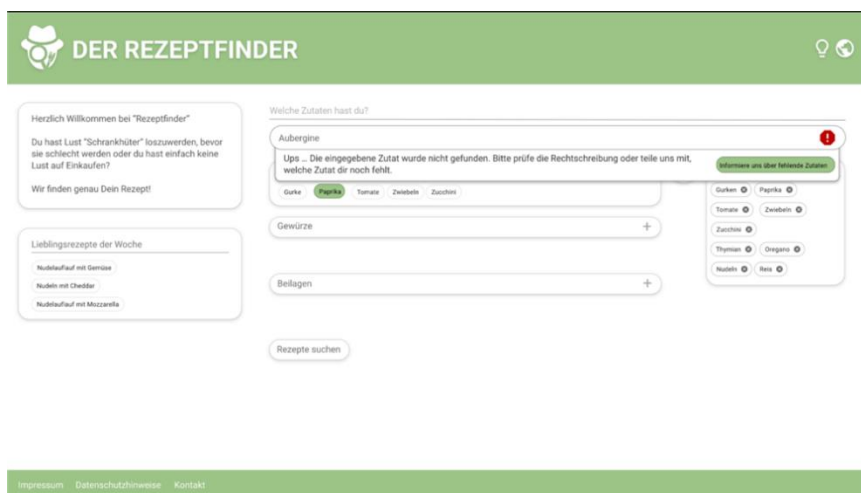 DER REZEPTFINDER
Herzlich Willkommen bei "Rezeptfinder"
Du hast Lust "Schrankhüter" loszuwerden, bevor
sie schlecht werden oder du hast einfach keine
Lust auf Einkaufen?
Wir finden genau Dein Rezept!
Lieblingsrezepte der Woche
Nudelauflauf mit Gemüse
Nudeln mit Cheddar
Nudelauflauf mit Mozzarella
Welche Zutaten hast du?
Aubergine
Ups ... Die eingegebene Zutat wurde nicht gefunden. Bitte prüfe die Rechtschreibung oder teile uns mit,
welche Zutat dir noch fehlt.
Informiere uns über fehlende Zutaten
Gurke Paprika Tomate Zwiebeln Zucchini
Gewürze
Beilagen
Rezepte suchen
Gurken Paprika
Tomate Zwiebeln
Zucchini
Thymian Oregano
Nudeln Reis
Impressum Datenschutzhinweise Kontakt